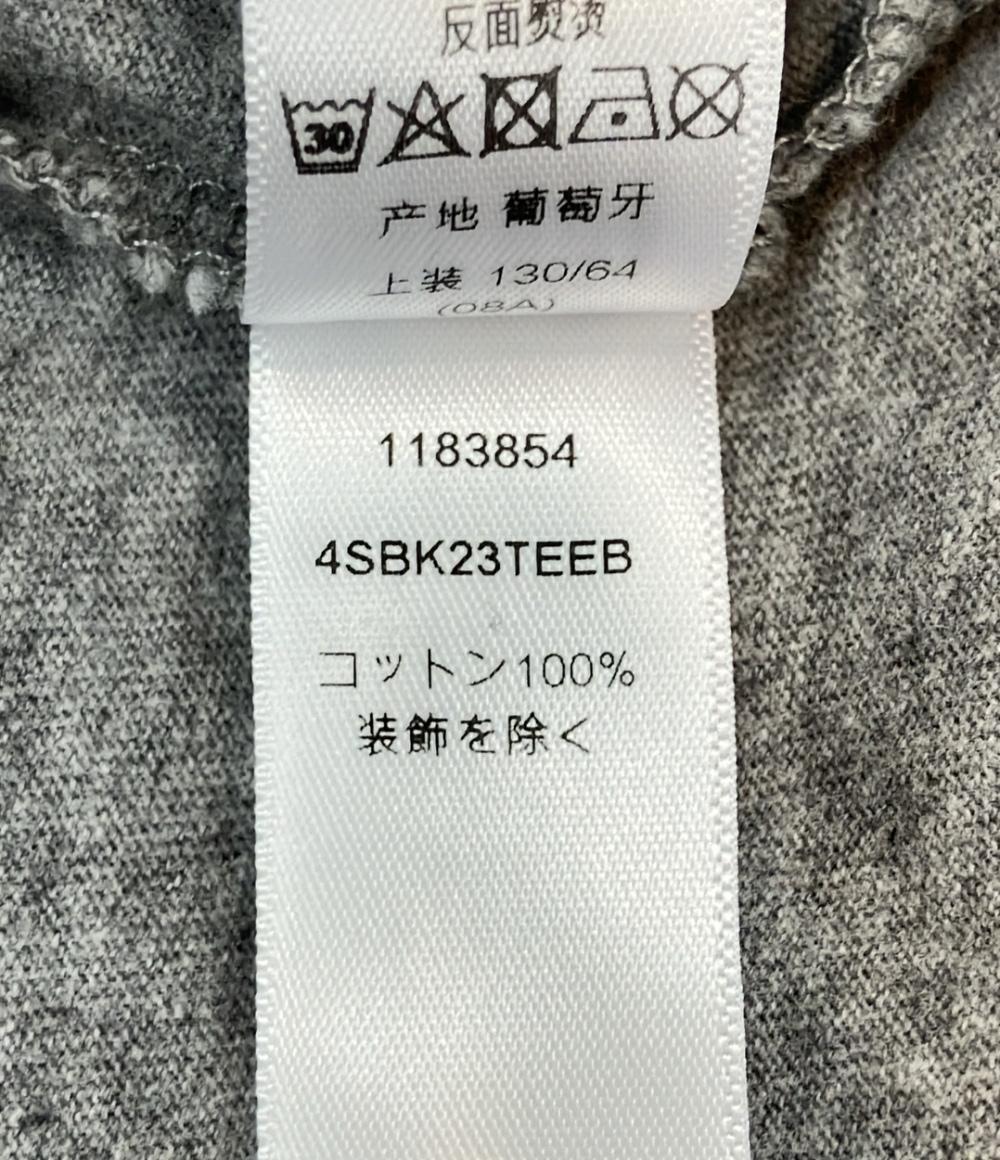 反面熨烫
30
产地 葡萄牙
上装 130/64
(08A)
1183854
4SBK23TEEB
コットン100%
装飾を除く